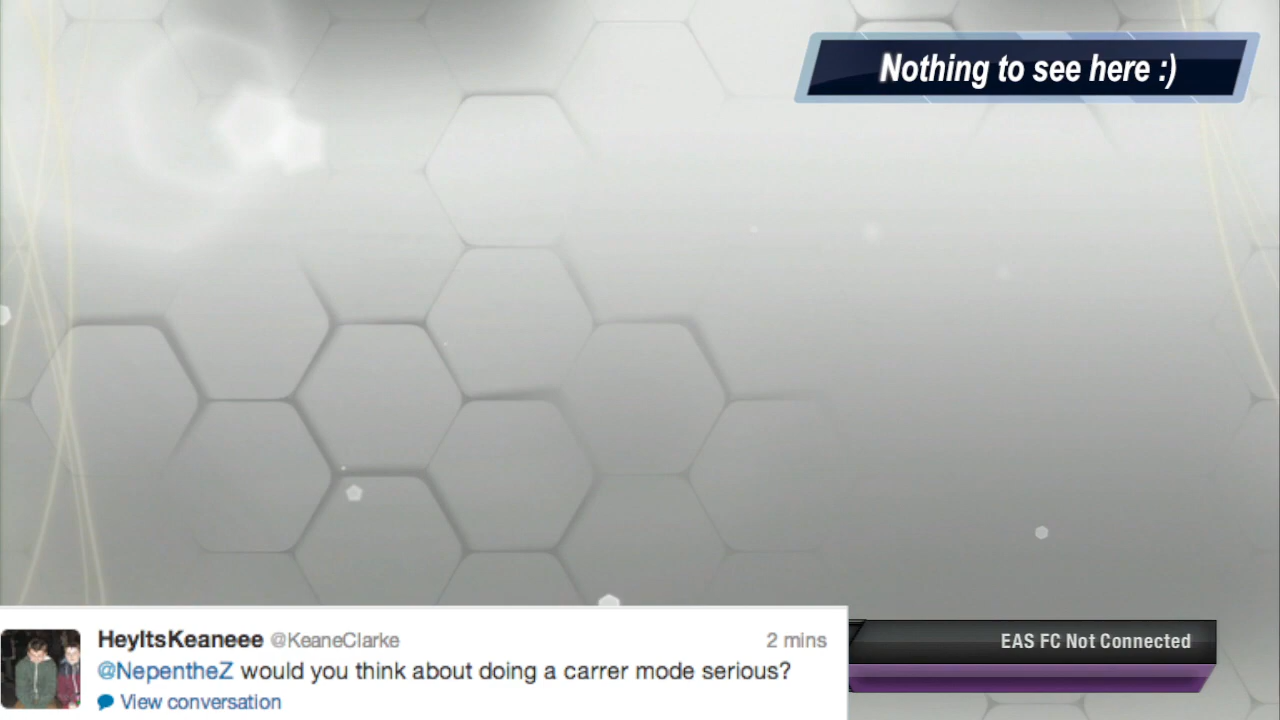 Nothing to see here :)
HeyItsKeaneee @KeaneClarke 2 mins
@NepentheZ would you think about doing a carrer mode serious?
View conversation
EAS FC Not Connected